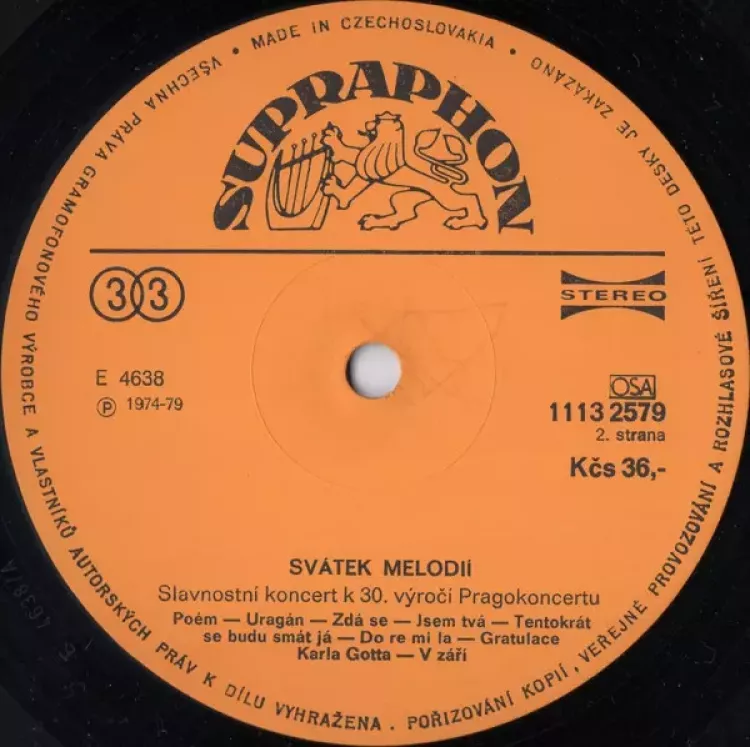 • MADE IN CZECHOSLOVAKIA •
SUPRAPHON
33
STEREO
E 4638
Ⓟ 1974-79
OSA
1113 2579
2. strana
Kčs 36,-
SVÁTEK MELODIÍ
Slavnostní koncert k 30. výročí Pragokoncertu
Poém — Uragán — Zdá se — Jsem tvá — Tentokrát
se budu smát já — Do re mi la — Gratulace
Karla Gotta — V září
VŠECHNA PRÁVA GRAMOFONOVÉHO VÝROBCE A VLASTNÍKŮ AUTORSKÝCH PRÁV K DÍLU VYHRAŽENA . POŘIZOVÁNÍ KOPIÍ, VEŘEJNÉ PROVOZOVÁNÍ A ROZHLASOVÉ ŠÍŘENÍ TÉTO DESKY JE ZAKÁZÁNO